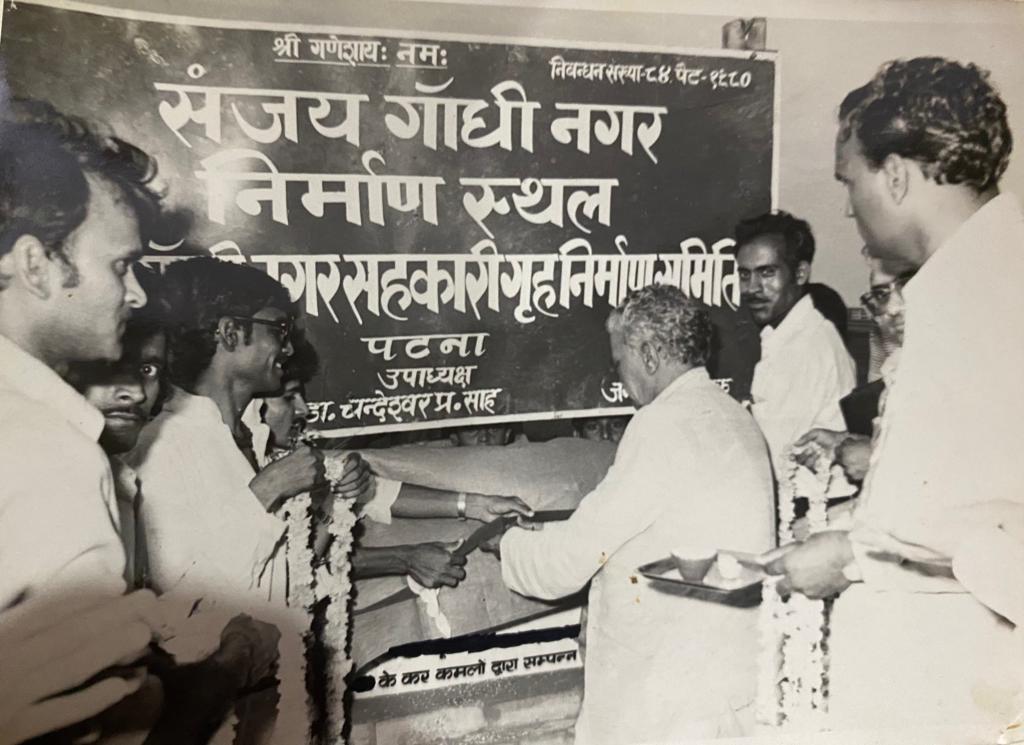 श्री गणेशाय: नम:
निबन्धन संख्या-८४ पैट-१९८०
संजय गाँधी नगर
निर्माण स्थल
नगर सहकारी गृह निर्माण समिति
पटना
उपाध्यक्ष
डा. चन्देश्वर प्र. साह
के कर कमलों द्वारा सम्पन्न